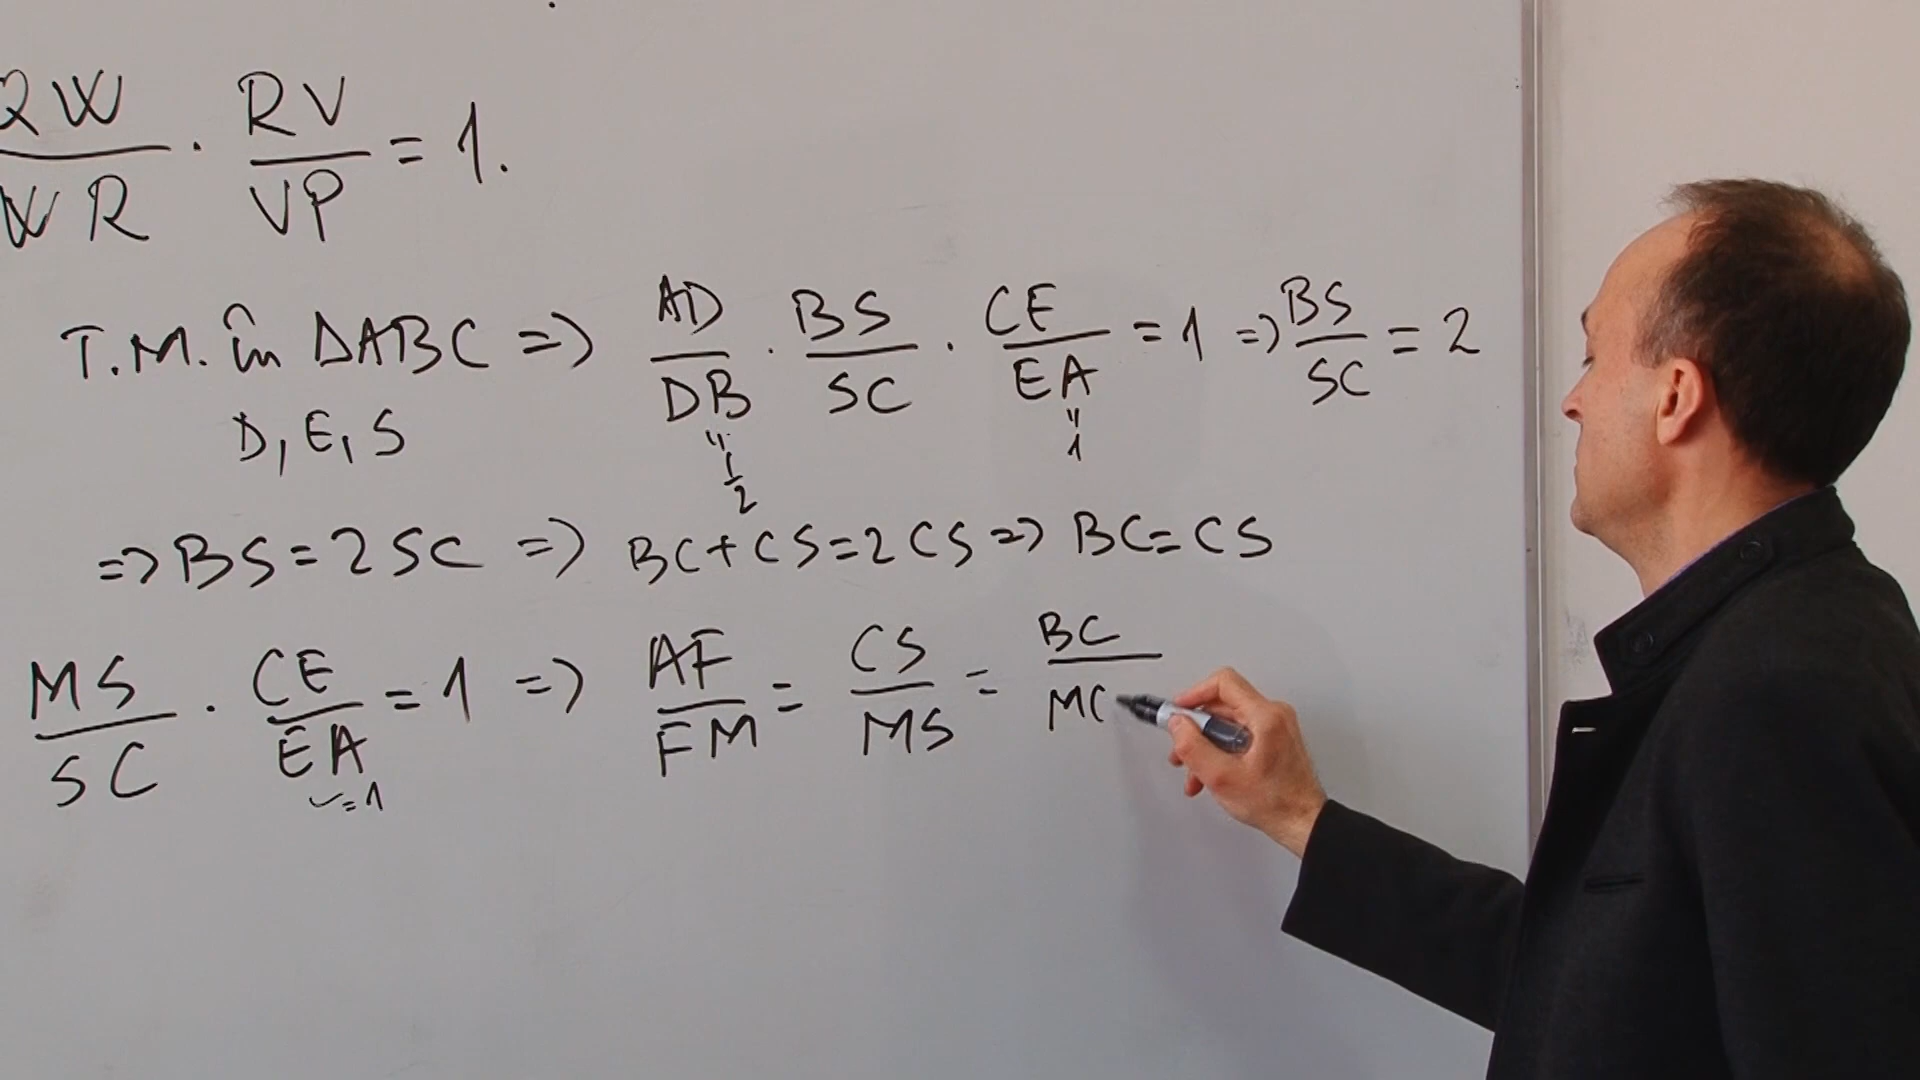 QW/WR · RV/VP = 1.
T.M. în ΔABC => AD/DB · BS/SC · CE/EA = 1 => BS/SC = 2
D, E, S " 1/2 " 1
=> BS = 2SC => BC + CS = 2CS => BC = CS
MS/SC · CE/EA = 1 => AF/FM = CS/MS = BC/MC
= 1